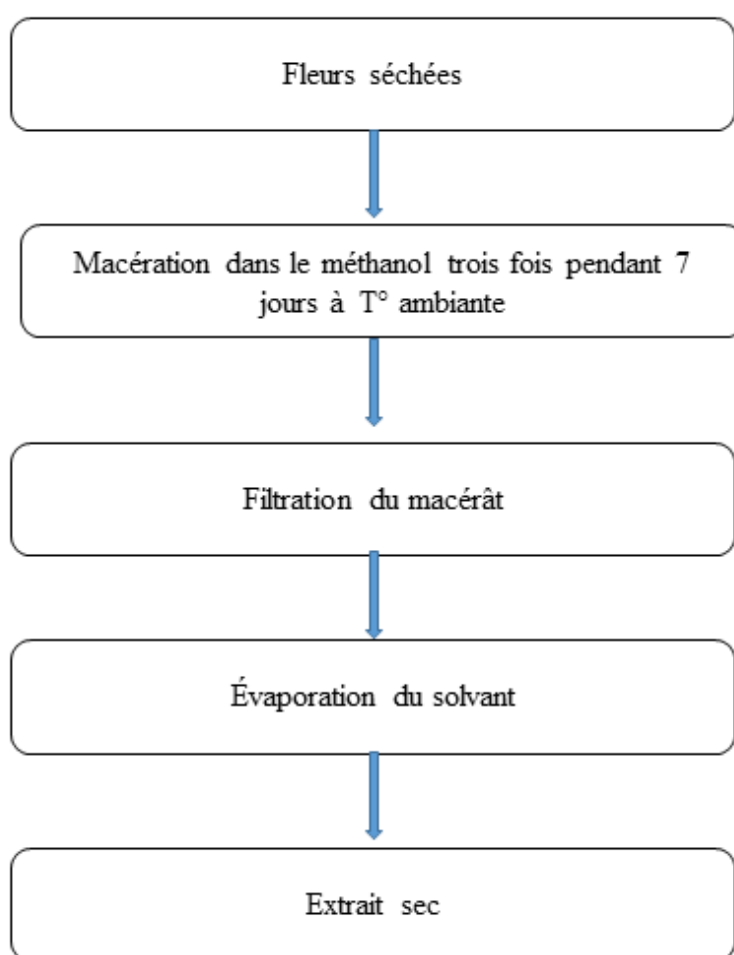 Fleurs séchées
Macération dans le méthanol trois fois pendant 7
jours à T° ambiante
Filtration du macérât
Évaporation du solvant
Extrait sec